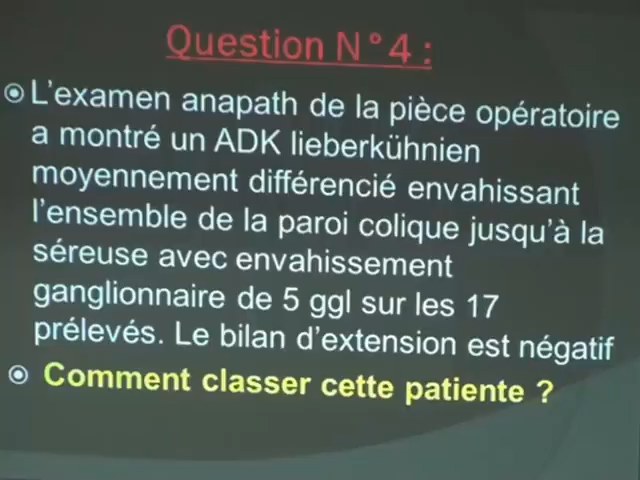 Question N°4 :
L'examen anapath de la pièce opératoire
a montré un ADK lieberkühnien
moyennement différencié envahissant
l'ensemble de la paroi colique jusqu'à la
séreuse avec envahissement
ganglionnaire de 5 ggl sur les 17
prélevés. Le bilan d'extension est négatif
Comment classer cette patiente ?